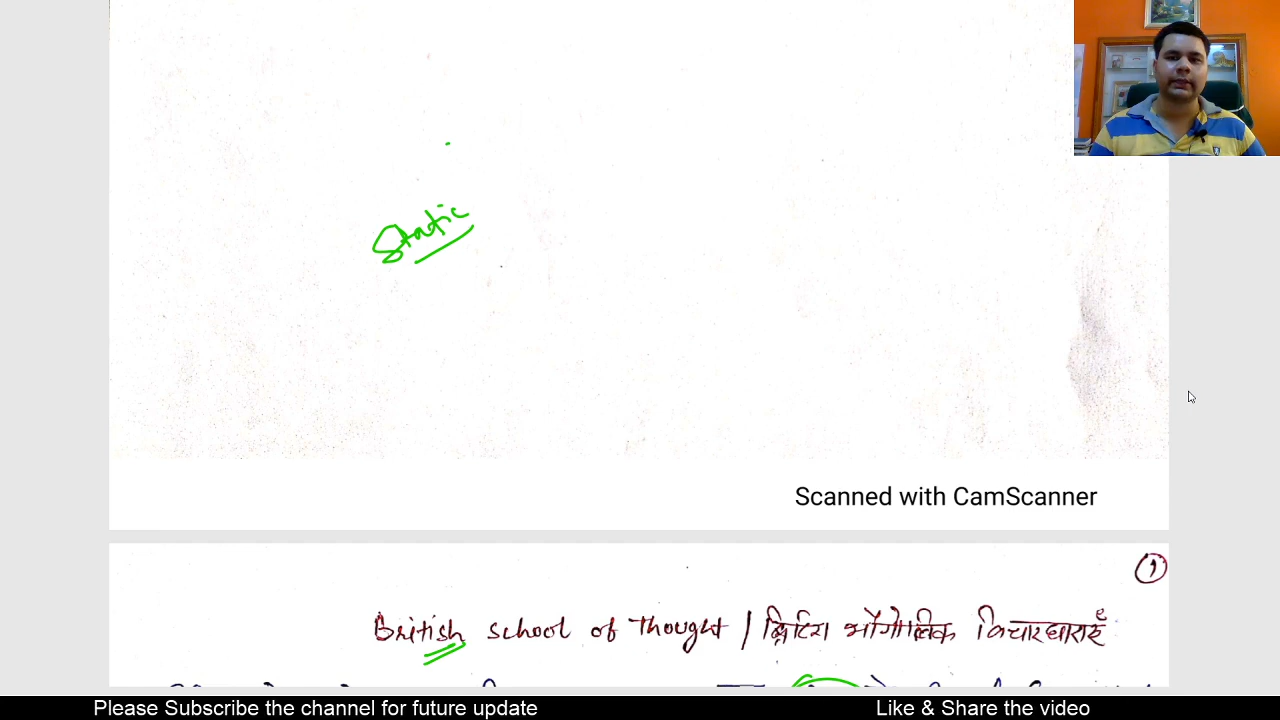 Static
Scanned with CamScanner
१
British school of Thought / ब्रिटिश भौगोलिक विचारधाराएँ
Please Subscribe the channel for future update
Like & Share the video